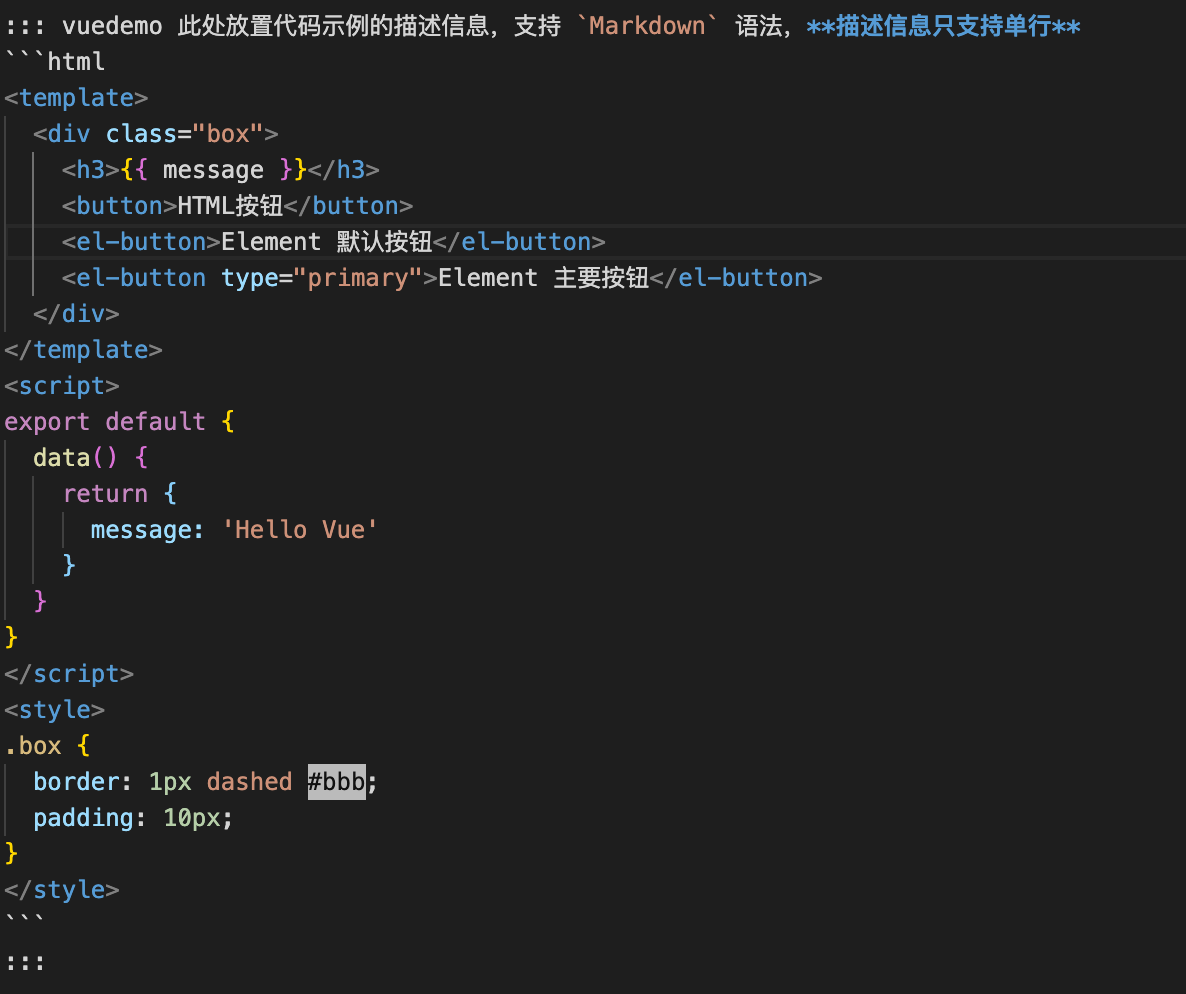 ::: vuedemo 此处放置代码示例的描述信息，支持 `Markdown` 语法，**描述信息只支持单行**
```html
<template>
  <div class="box">
    <h3>{{ message }}</h3>
    <button>HTML按钮</button>
    <el-button>Element 默认按钮</el-button>
    <el-button type="primary">Element 主要按钮</el-button>
  </div>
</template>
<script>
export default {
  data() {
    return {
      message: 'Hello Vue'
    }
  }
}
</script>
<style>
.box {
  border: 1px dashed #bbb;
  padding: 10px;
}
</style>
```
:::